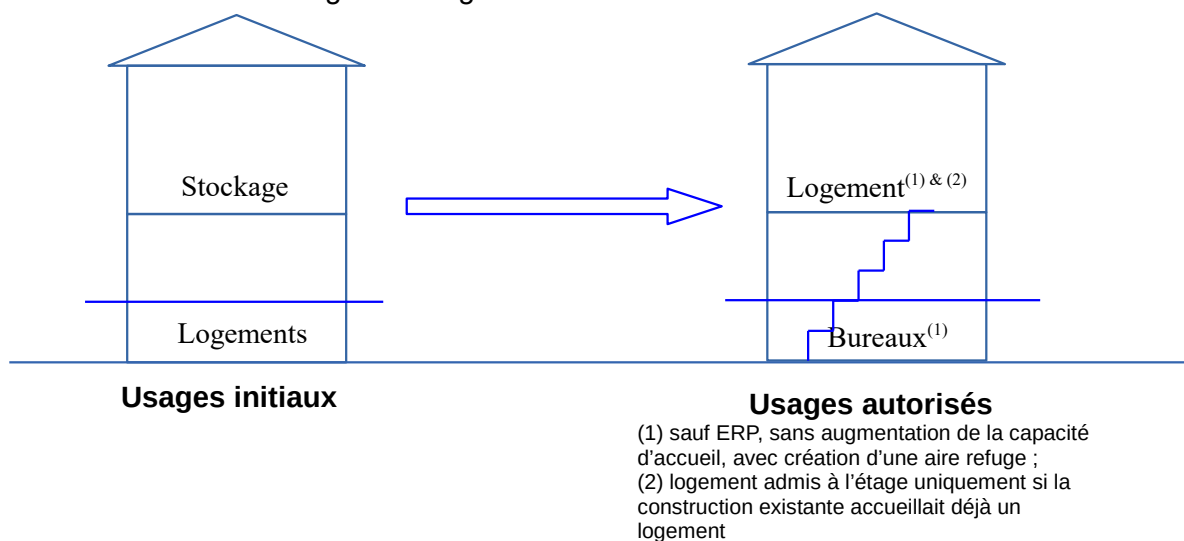 Stockage
Logement(1) & (2)
Logements
Bureaux(1)
Usages initiaux
Usages autorisés
(1) sauf ERP, sans augmentation de la capacité
d'accueil, avec création d'une aire refuge ;
(2) logement admis à l'étage uniquement si la
construction existante accueillait déjà un
logement